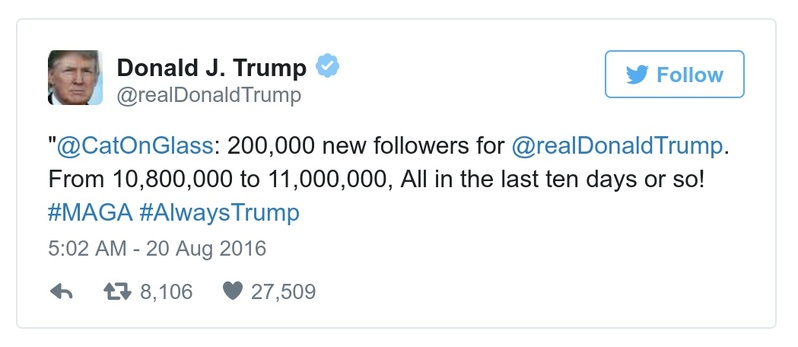 Donald J. Trump
@realDonaldTrump
Follow
"@CatOnGlass: 200,000 new followers for @realDonaldTrump.
From 10,800,000 to 11,000,000, All in the last ten days or so!
#MAGA #AlwaysTrump
5:02 AM - 20 Aug 2016
8,106 27,509